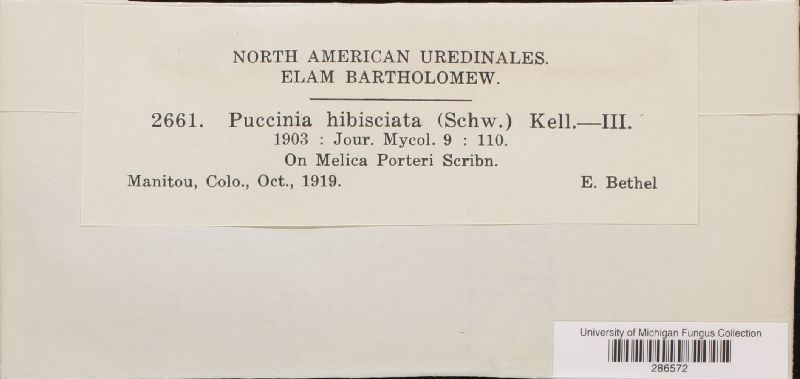 NORTH AMERICAN UREDINALES.
ELAM BARTHOLOMEW.
2661. Puccinia hibisciata (Schw.) Kell.—III.
1903 : Jour. Mycol. 9 : 110.
On Melica Porteri Scribn.
Manitou, Colo., Oct., 1919. E. Bethel
University of Michigan Fungus Collection
286572